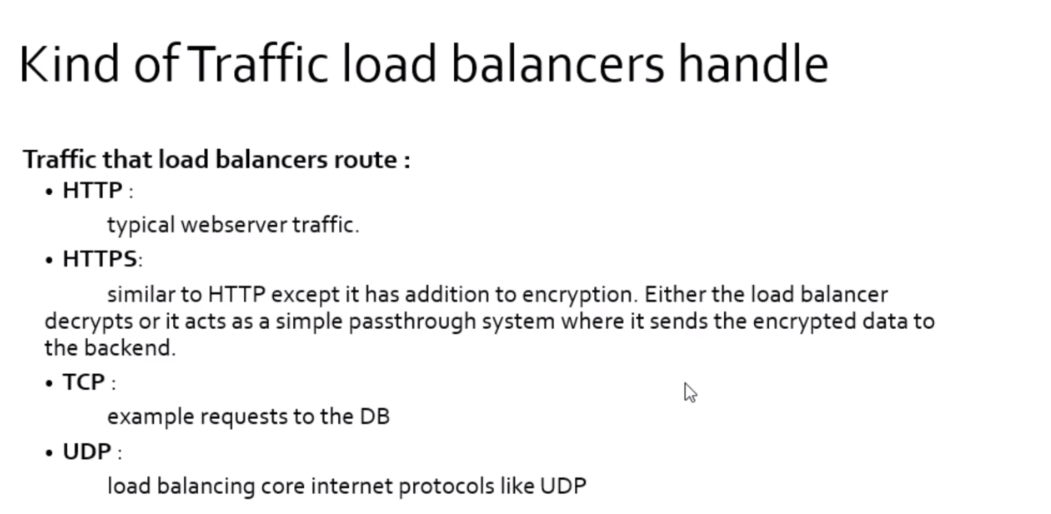 Kind of Traffic load balancers handle
Traffic that load balancers route :
• HTTP :
typical webserver traffic.
• HTTPS:
similar to HTTP except it has addition to encryption. Either the load balancer
decrypts or it acts as a simple passthrough system where it sends the encrypted data to
the backend.
• TCP :
example requests to the DB
• UDP :
load balancing core internet protocols like UDP